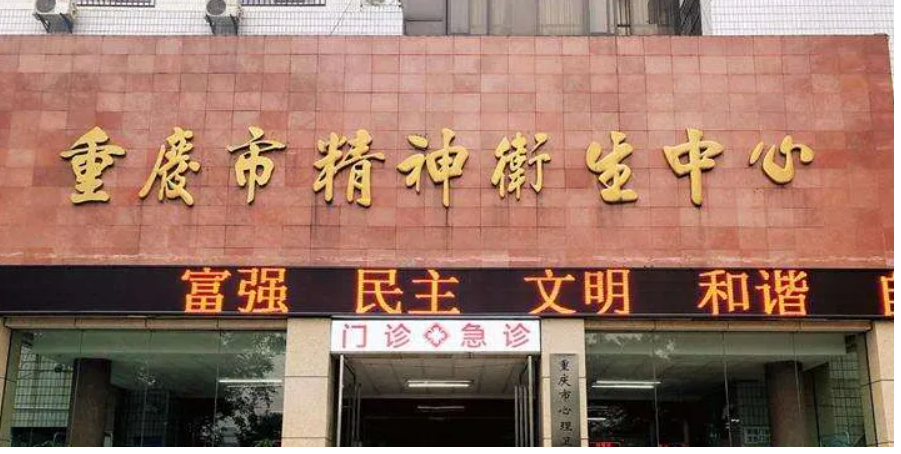 重慶市精神衛生中心
富强 民主 文明 和谐
门诊 急诊
重庆市心理卫